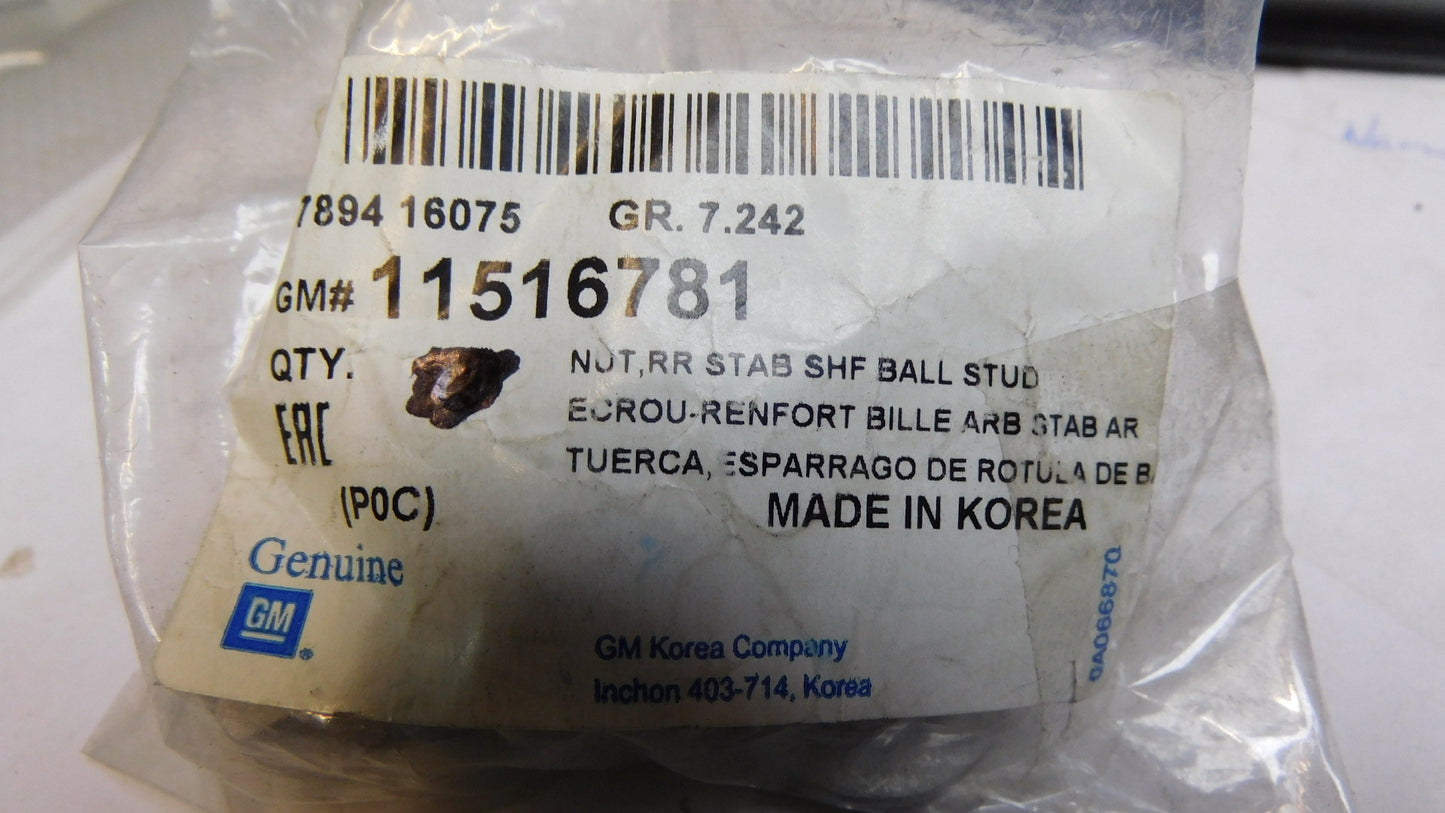 7894 16075 GR. 7.242
GM# 11516781
QTY. NUT,RR STAB SHF BALL STUD
EAC ECROU-RENFORT BILLE ARB STAB AR
TUERCA, ESPARRAGO DE ROTULA DE
(P0C) MADE IN KOREA
Genuine
GM
GM Korea Company
Inchon 403-714, Korea
0A066870